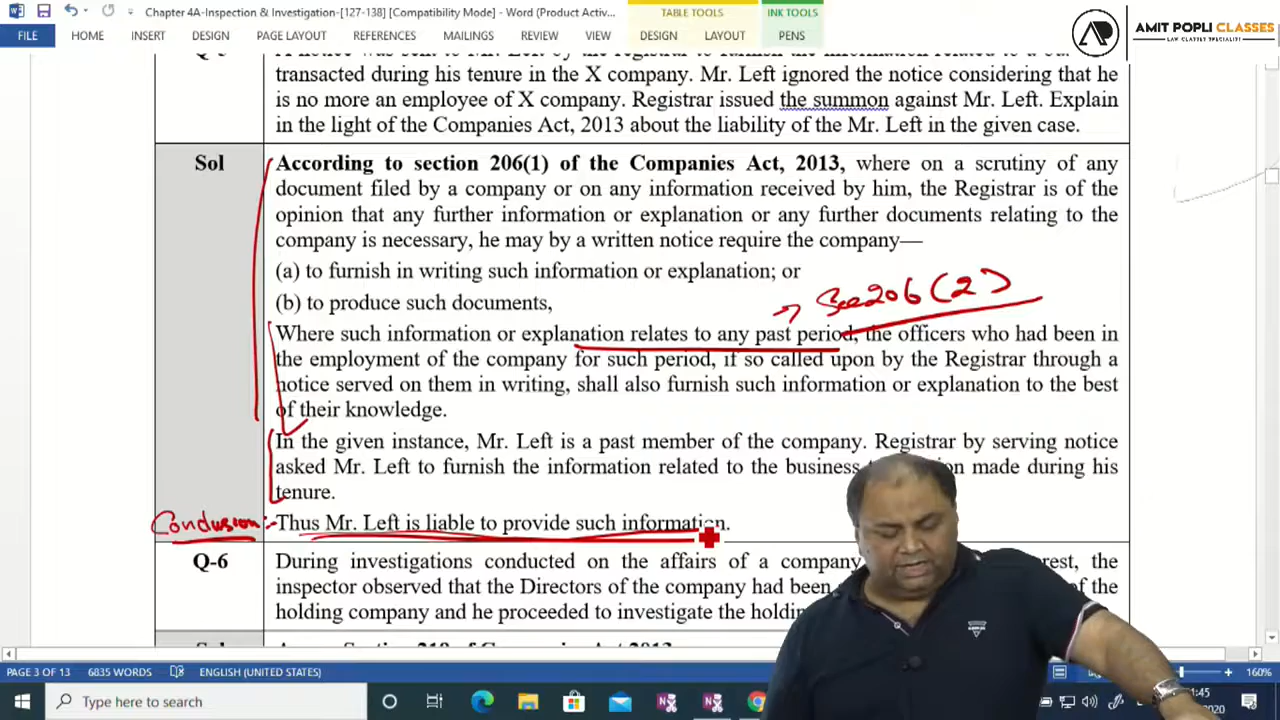 Chapter 4A-Inspection & Investigation-[127-138] [Compatibility Mode] - Word (Product Activ...
TABLE TOOLS
INK TOOLS
AMIT POPLI CLASSES
LAW CLASSES SPECIALIST
FILE HOME INSERT DESIGN PAGE LAYOUT REFERENCES MAILINGS REVIEW VIEW DESIGN LAYOUT PENS
transacted during his tenure in the X company. Mr. Left ignored the notice considering that he
is no more an employee of X company. Registrar issued the summon against Mr. Left. Explain
in the light of the Companies Act, 2013 about the liability of the Mr. Left in the given case.
Sol According to section 206(1) of the Companies Act, 2013, where on a scrutiny of any
document filed by a company or on any information received by him, the Registrar is of the
opinion that any further information or explanation or any further documents relating to the
company is necessary, he may by a written notice require the company—
(a) to furnish in writing such information or explanation; or
→ Sec 206 (2)
(b) to produce such documents,
Where such information or explanation relates to any past period, the officers who had been in
the employment of the company for such period, if so called upon by the Registrar through a
notice served on them in writing, shall also furnish such information or explanation to the best
of their knowledge.
In the given instance, Mr. Left is a past member of the company. Registrar by serving notice
asked Mr. Left to furnish the information related to the business made during his
tenure.
Conclusion:- Thus Mr. Left is liable to provide such information.
Q-6 During investigations conducted on the affairs of a company the
inspector observed that the Directors of the company had been of the
holding company and he proceeded to investigate the
PAGE 3 OF 13 6835 WORDS ENGLISH (UNITED STATES) 160%
Type here to search